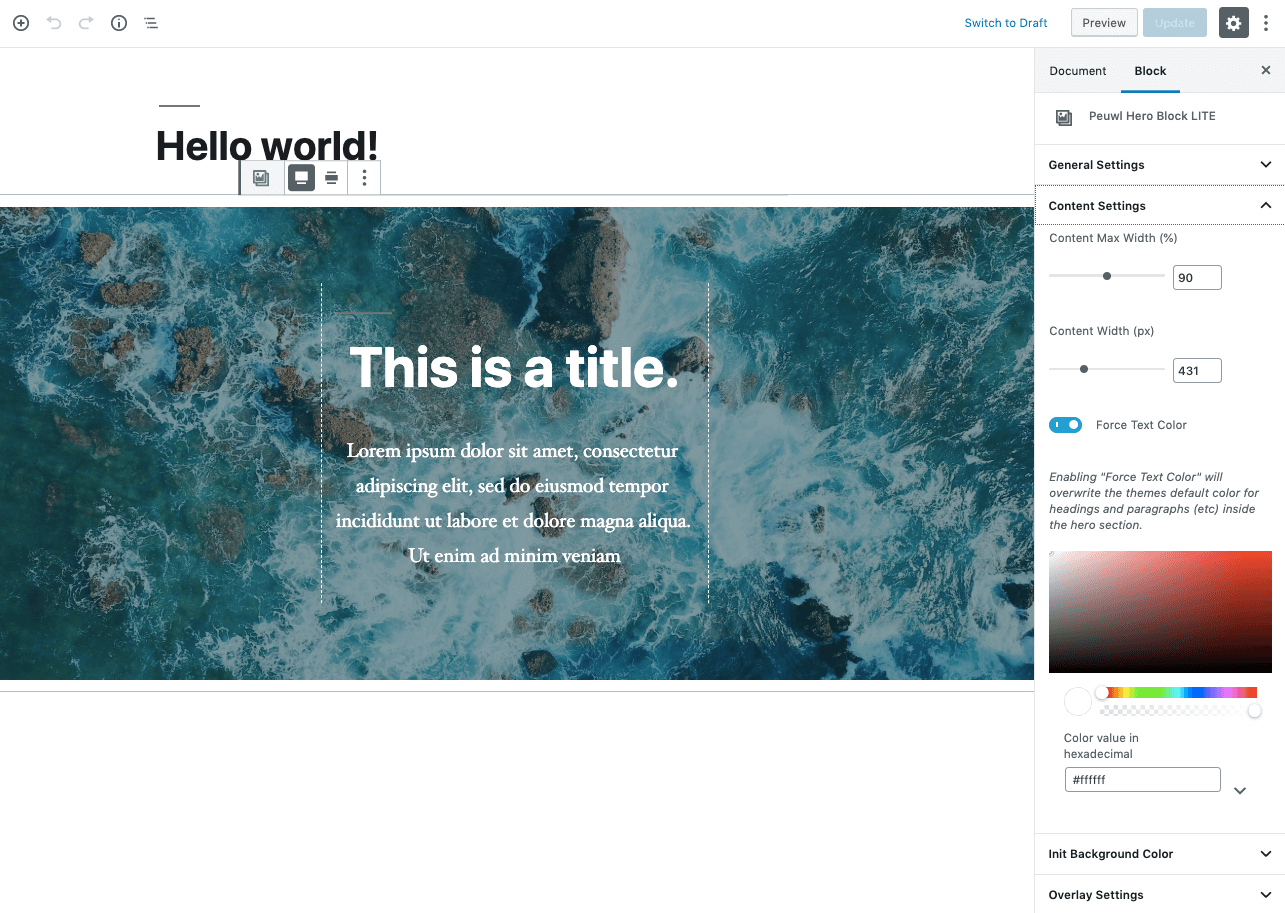 Switch to Draft
Preview
Update
Document
Block
Peuwl Hero Block LITE
General Settings
Content Settings
Content Max Width (%)
90
Content Width (px)
431
Force Text Color
Enabling "Force Text Color" will
overwrite the themes default color for
headings and paragraphs (etc) inside
the hero section.
Color value in
hexadecimal
#ffffff
Init Background Color
Overlay Settings
Hello world!
This is a title.
Lorem ipsum dolor sit amet, consectetur
adipiscing elit, sed do eiusmod tempor
incididunt ut labore et dolore magna aliqua.
Ut enim ad minim veniam